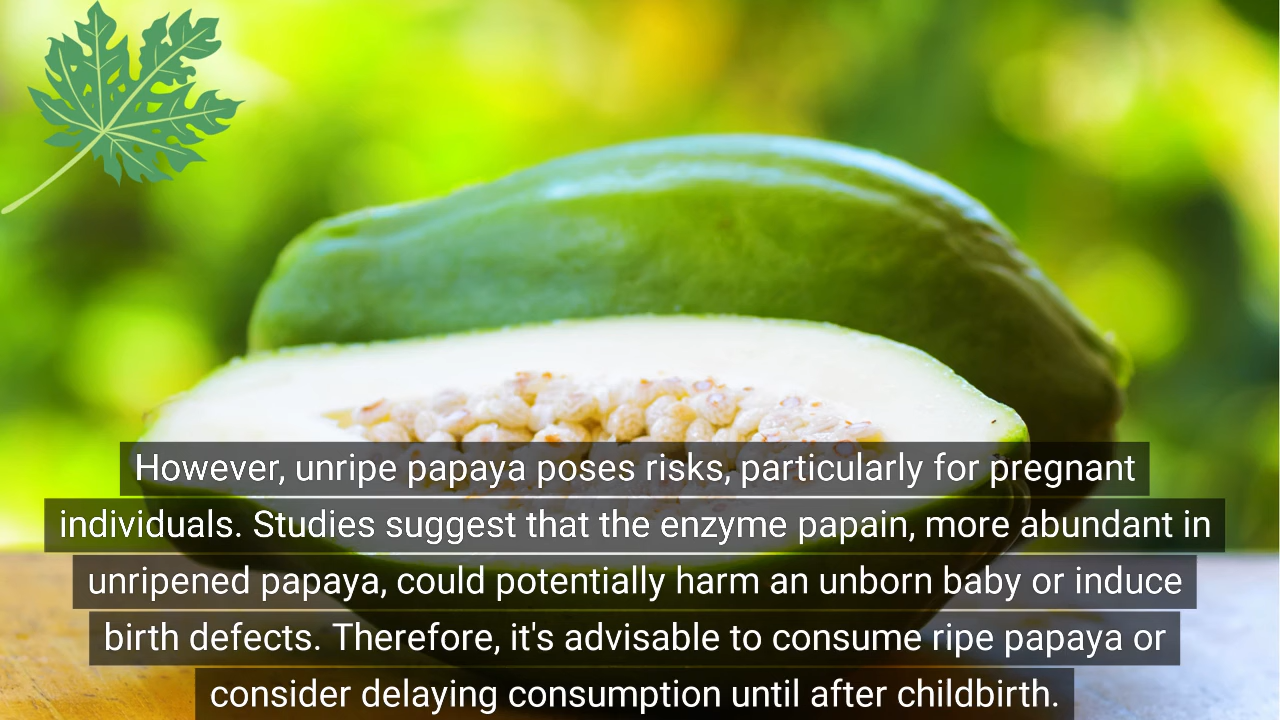 However, unripe papaya poses risks, particularly for pregnant
individuals. Studies suggest that the enzyme papain, more abundant in
unripened papaya, could potentially harm an unborn baby or induce
birth defects. Therefore, it's advisable to consume ripe papaya or
consider delaying consumption until after childbirth.